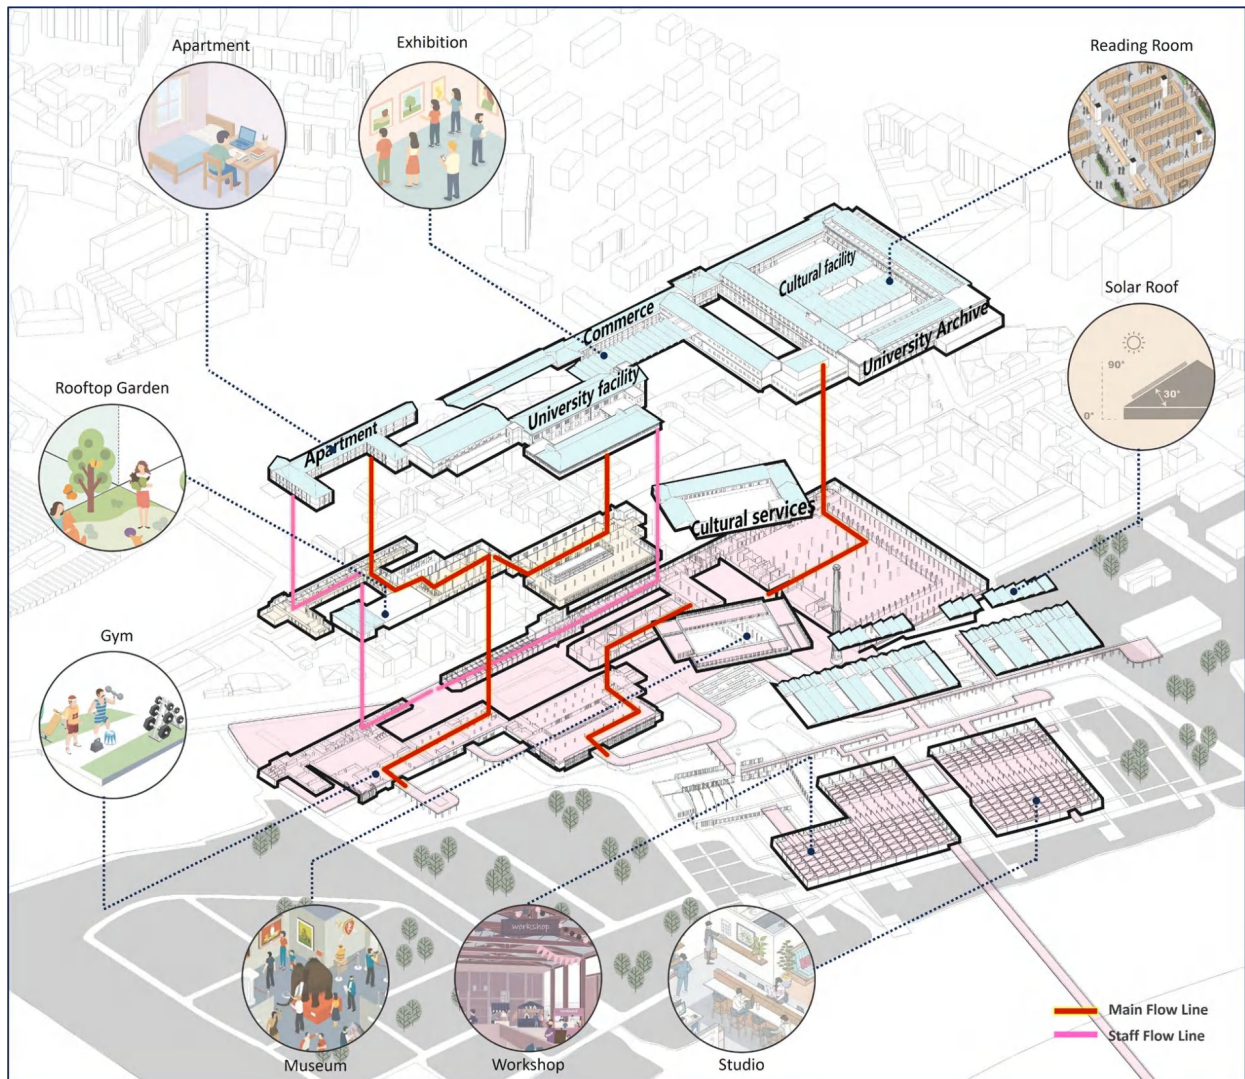 Apartment
Exhibition
Reading Room
Cultural facility
Solar Roof
Commerce
University Archive
90°
30°
0°
Rooftop Garden
University facility
Apartment
Cultural services
Gym
workshop
Main Flow Line
Staff Flow Line
Museum
Workshop
Studio